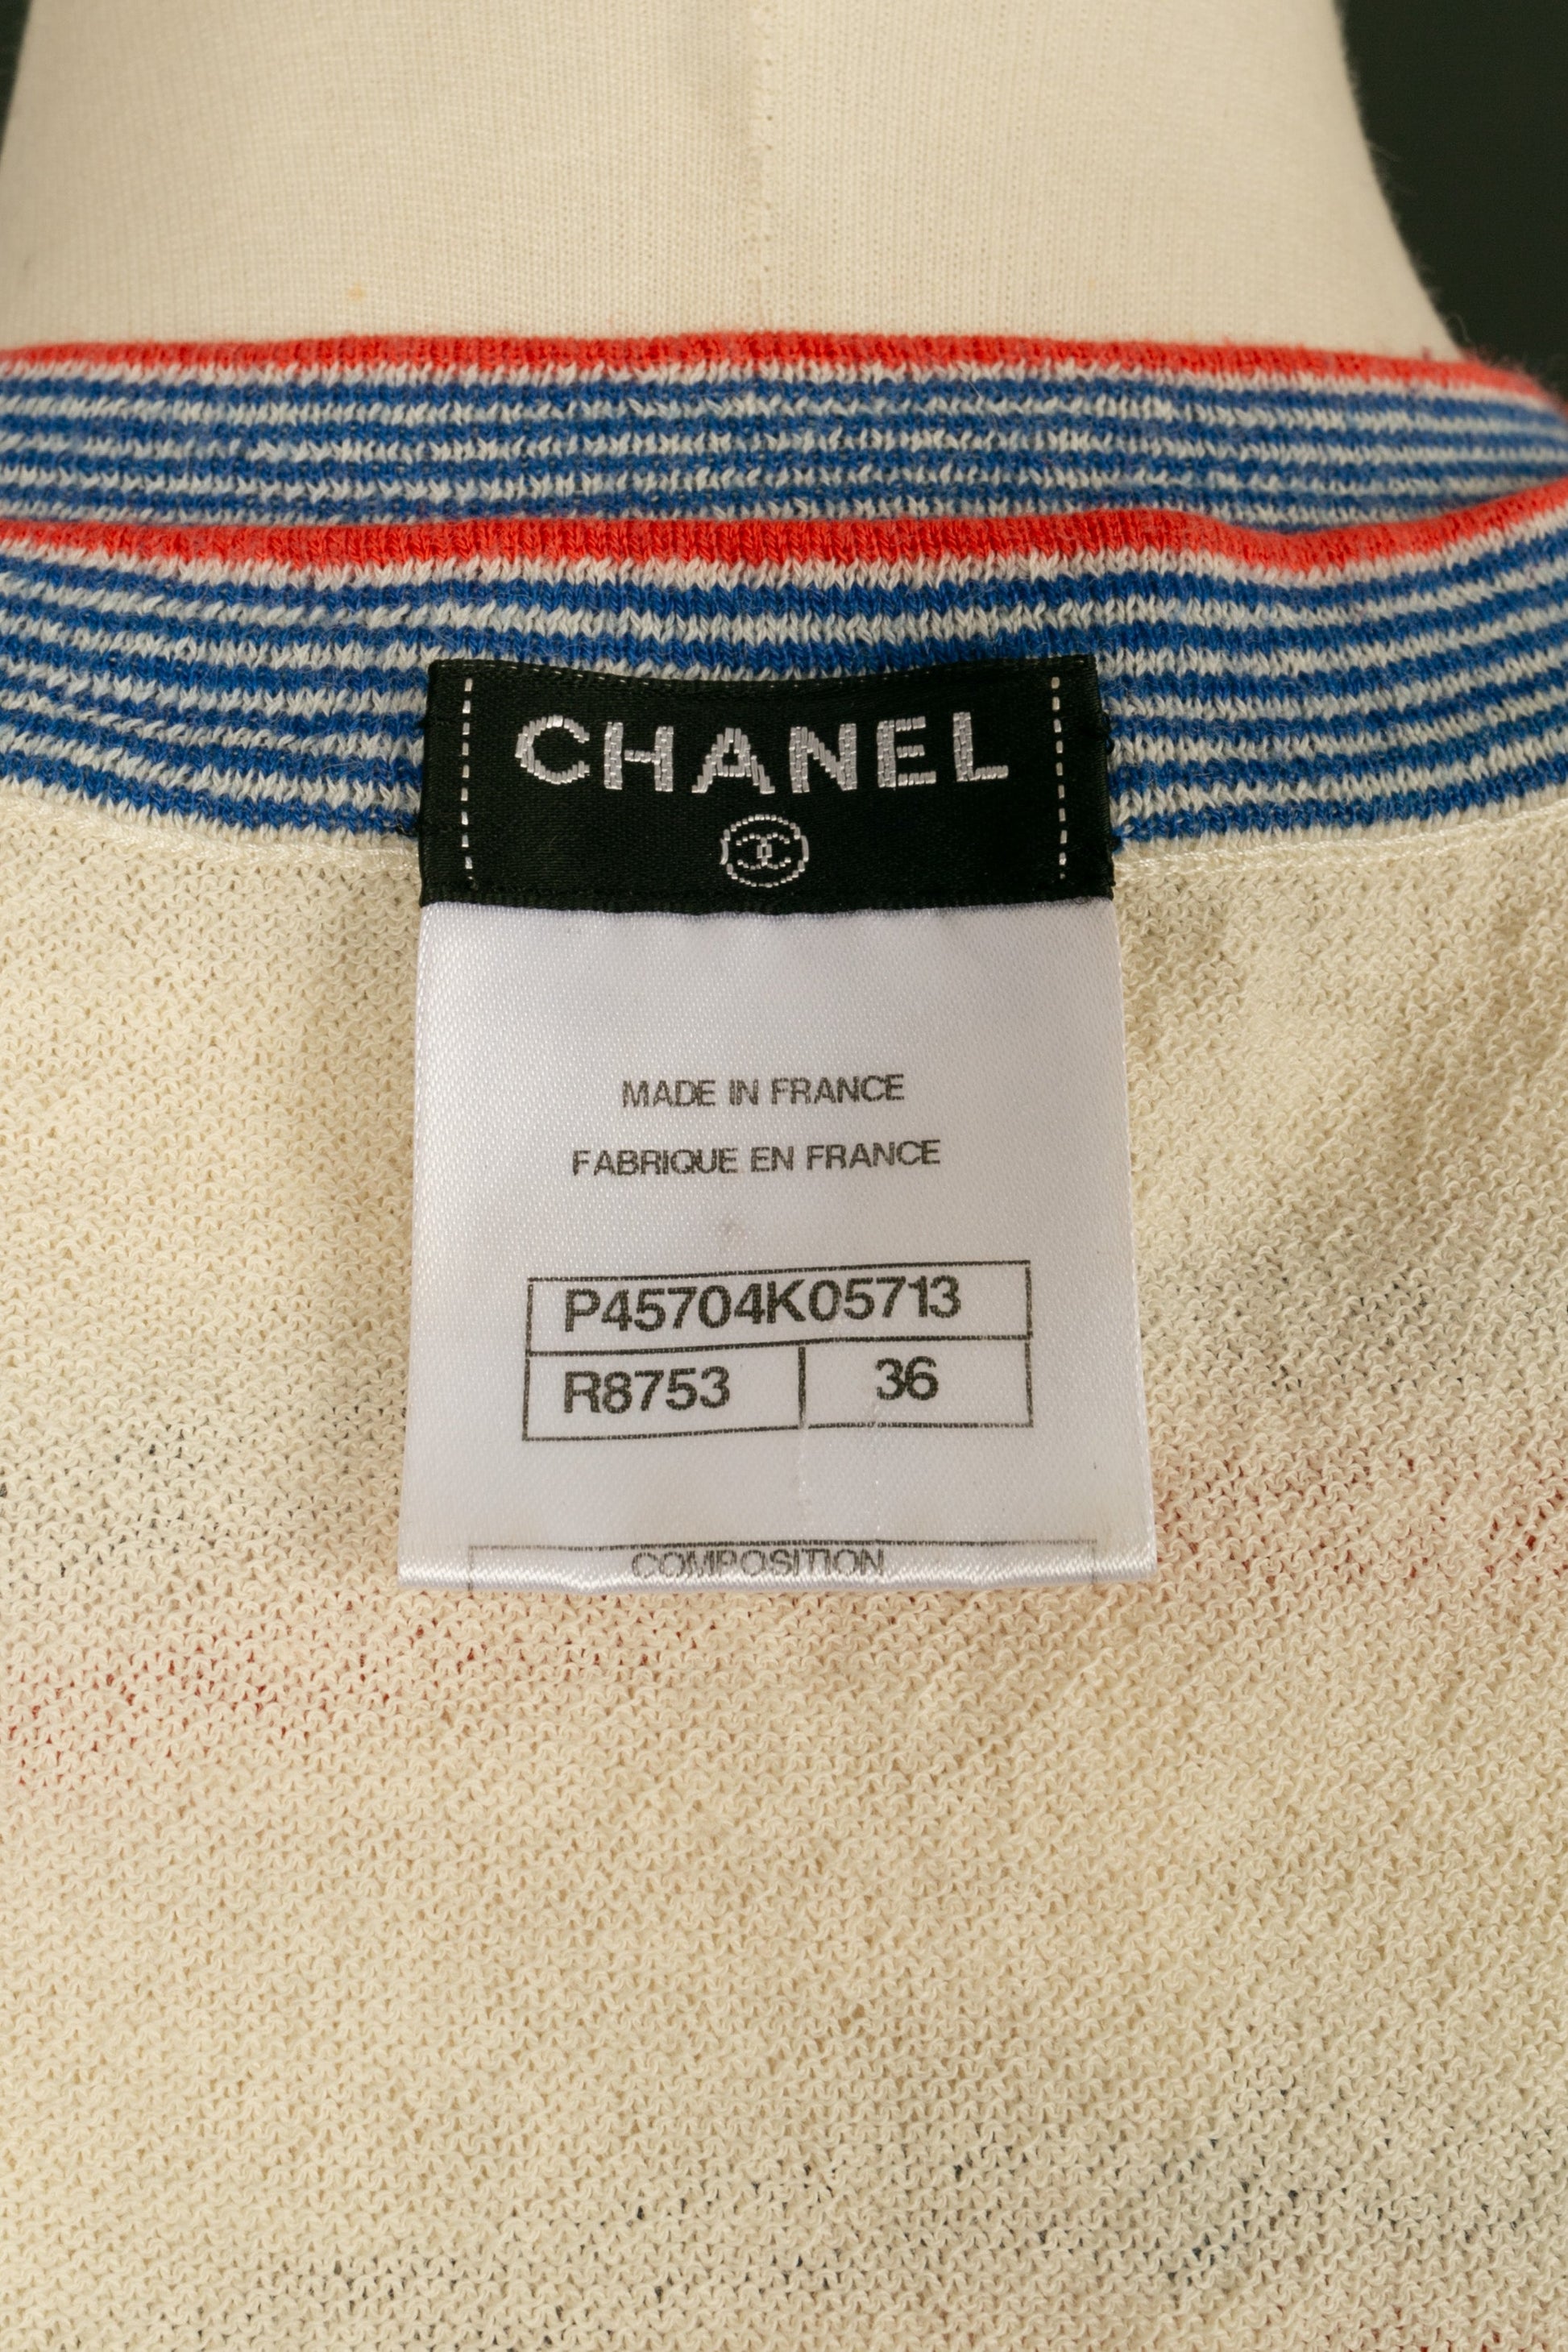 CHANEL
MADE IN FRANCE
FABRIQUE EN FRANCE
P45704K05713
R8753 36
COMPOSITION